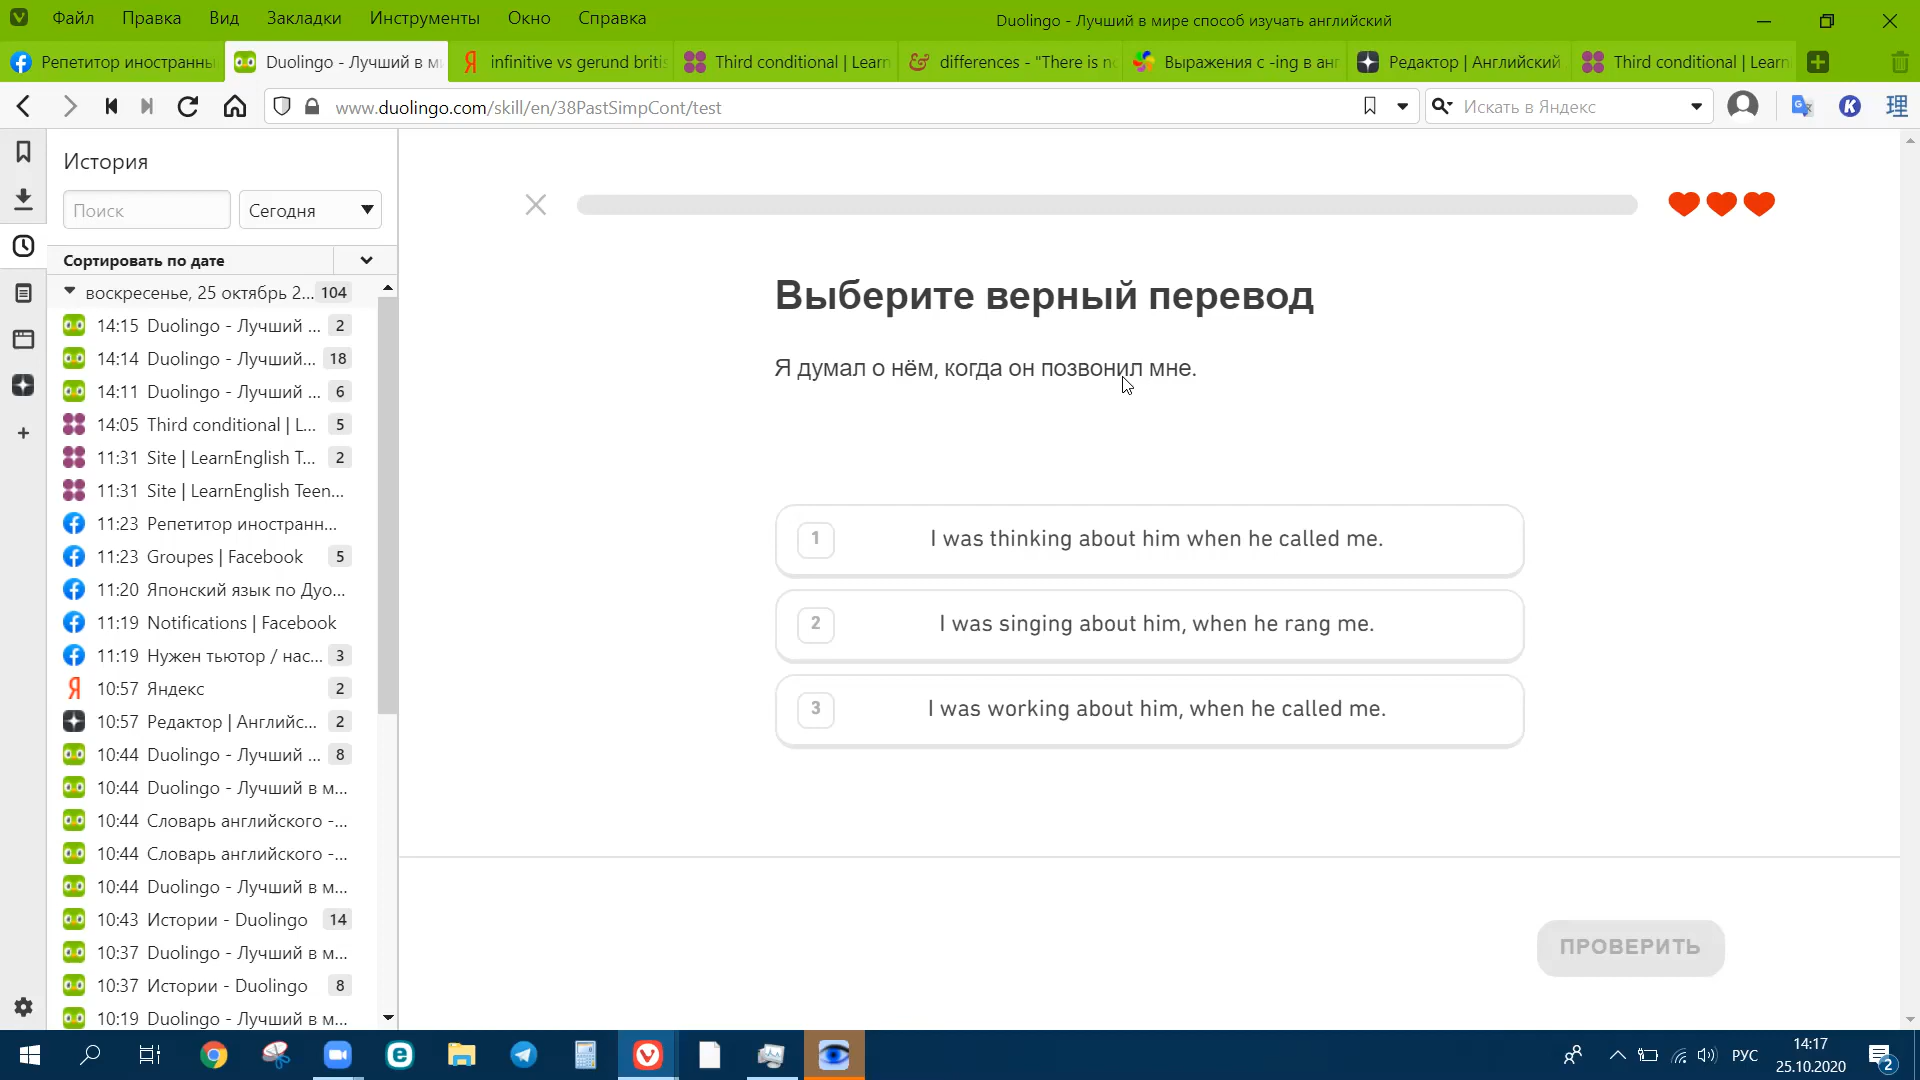 Файл Правка Вид Закладки Инструменты Окно Справка
Duolingo - Лучший в мире способ изучать английский
Репетитор иностранны
Duolingo - Лучший в м
infinitive vs gerund britis
Third conditional | Learn
differences - "There is no
Выражения с -ing в анг
Редактор | Английский
Third conditional | Learn
www.duolingo.com/skill/en/38PastSimpCont/test
Искать в Яндекс
История
Поиск
Сегодня
Сортировать по дате
воскресенье, 25 октябрь 2... 104
14:15 Duolingo - Лучший ... 2
14:14 Duolingo - Лучший... 18
14:11 Duolingo - Лучший ... 6
14:05 Third conditional | L... 5
11:31 Site | LearnEnglish T... 2
11:31 Site | LearnEnglish Teen...
11:23 Репетитор иностранн...
11:23 Groupes | Facebook 5
11:20 Японский язык по Дуо...
11:19 Notifications | Facebook
11:19 Нужен тьютор / нас... 3
10:57 Яндекс 2
10:57 Редактор | Английс... 2
10:44 Duolingo - Лучший ... 8
10:44 Duolingo - Лучший в м...
10:44 Словарь английского -...
10:44 Словарь английского -...
10:44 Duolingo - Лучший в м...
10:43 Истории - Duolingo 14
10:37 Duolingo - Лучший в м...
10:37 Истории - Duolingo 8
10:19 Duolingo - Лучший в м...
Выберите верный перевод
Я думал о нём, когда он позвонил мне.
1 I was thinking about him when he called me.
2 I was singing about him, when he rang me.
3 I was working about him, when he called me.
ПРОВЕРИТЬ
РУС
14:17
25.10.2020
2